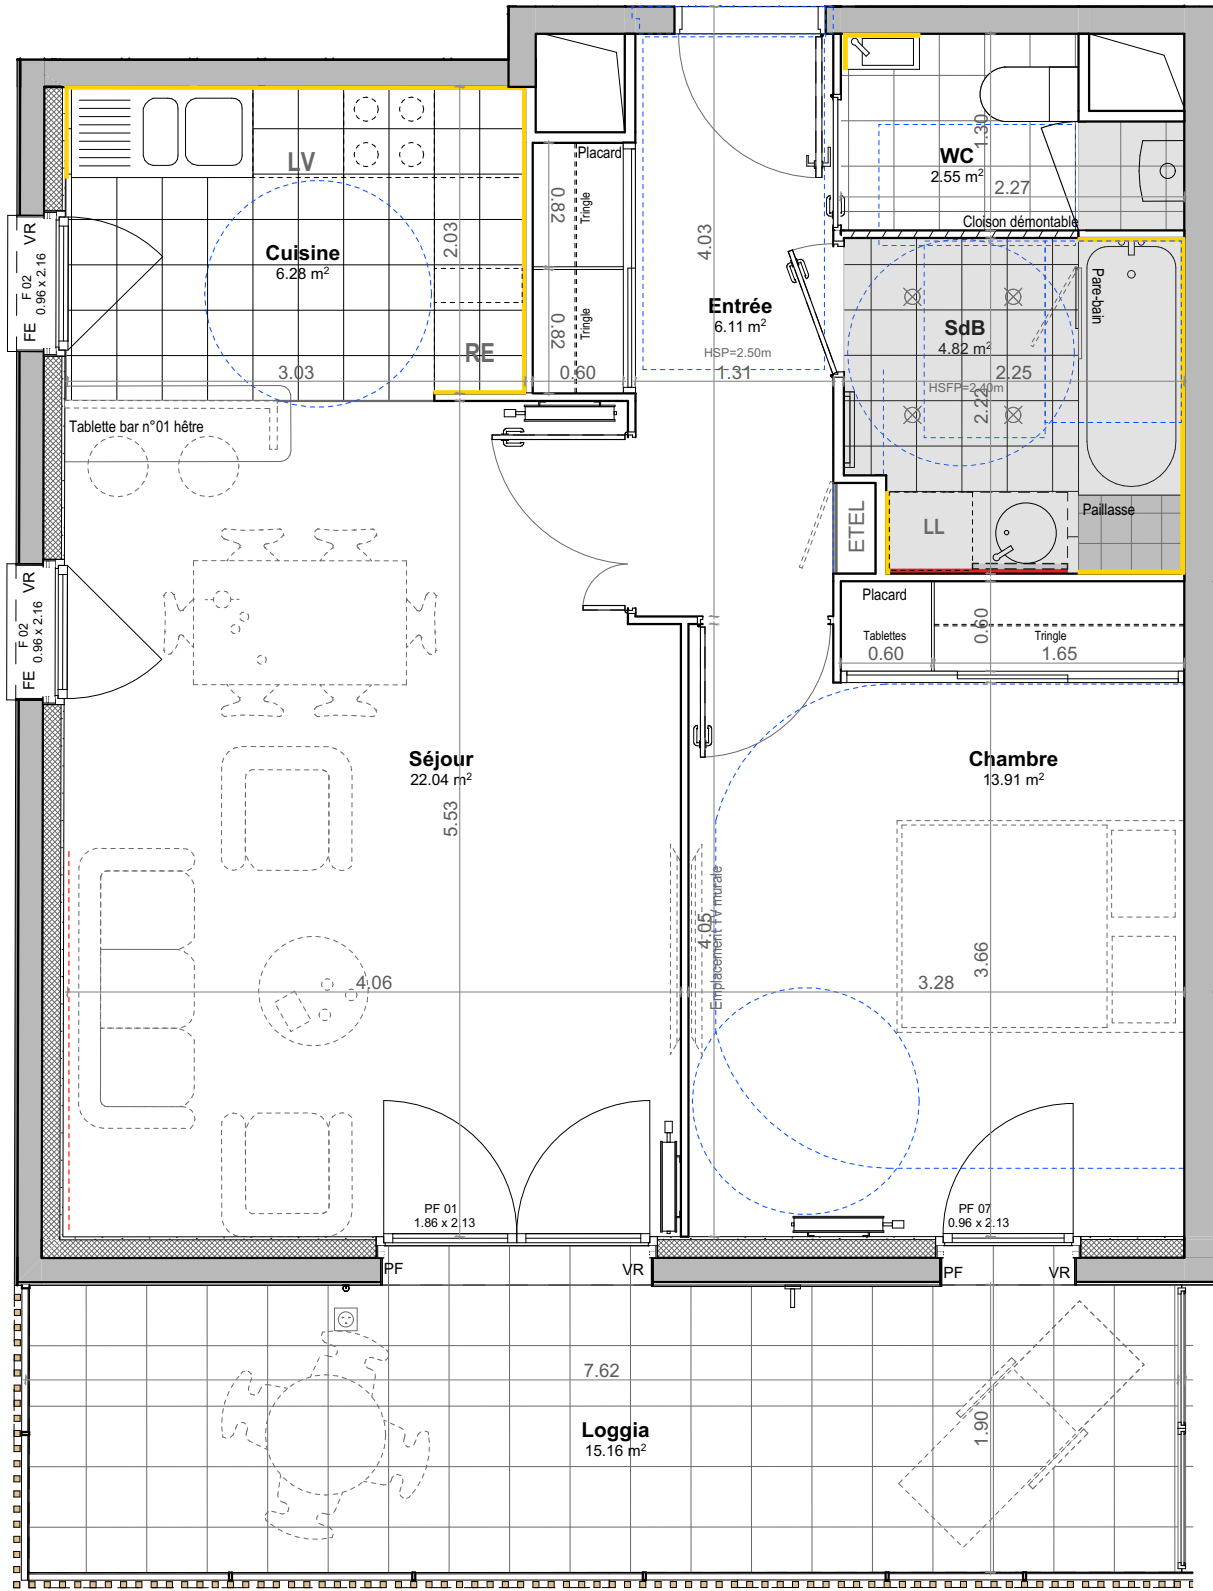 Placard
0.82
Tringle
0.82
Tringle
0.60
LV
Cuisine
6.28 m²
2.03
RE
3.03
FE F 02 VR
0.96 x 2.16
Tablette bar n°01 hêtre
FE F 02 VR
0.96 x 2.16
4.03
Entrée
6.11 m²
HSP=2.50m
1.31
WC
2.55 m²
1.30
2.27
Cloison démontable
SdB
4.82 m²
2.25
HSFP=2.40m
2.22
Pare-bain
Paillasse
LL
ETEL
Placard
Tablettes
0.60
0.60
Tringle
1.65
Séjour
22.04 m²
5.53
4.06
Chambre
13.91 m²
4.05
Emplacement TV murale
3.28
3.66
PF 01
1.86 x 2.13
PF 07
0.96 x 2.13
PF
VR
PF
VR
7.62
Loggia
15.16 m²
1.90